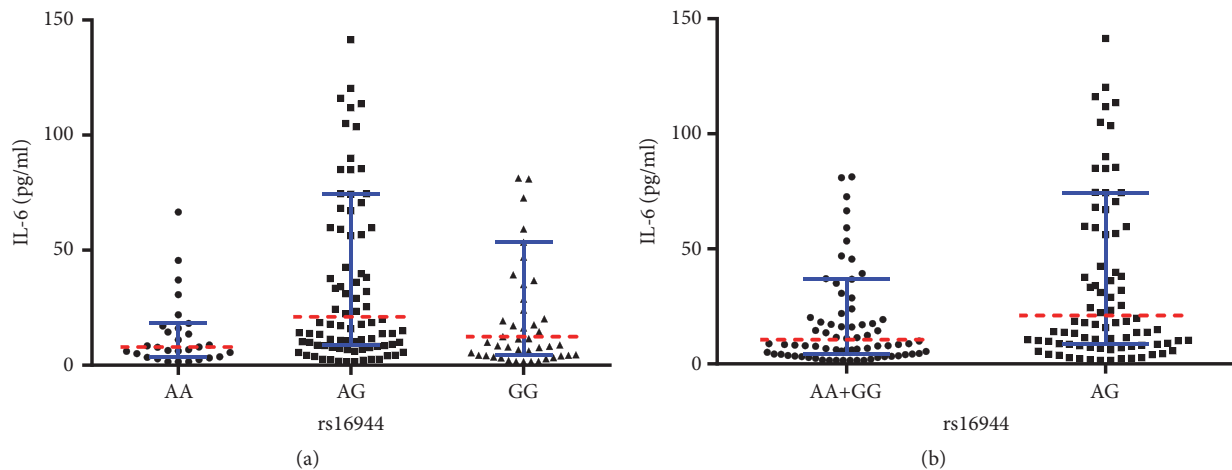 150
100
50
0
IL-6 (pg/ml)
AA AG GG
rs16944
(a)
150
100
50
0
IL-6 (pg/ml)
AA+GG AG
rs16944
(b)